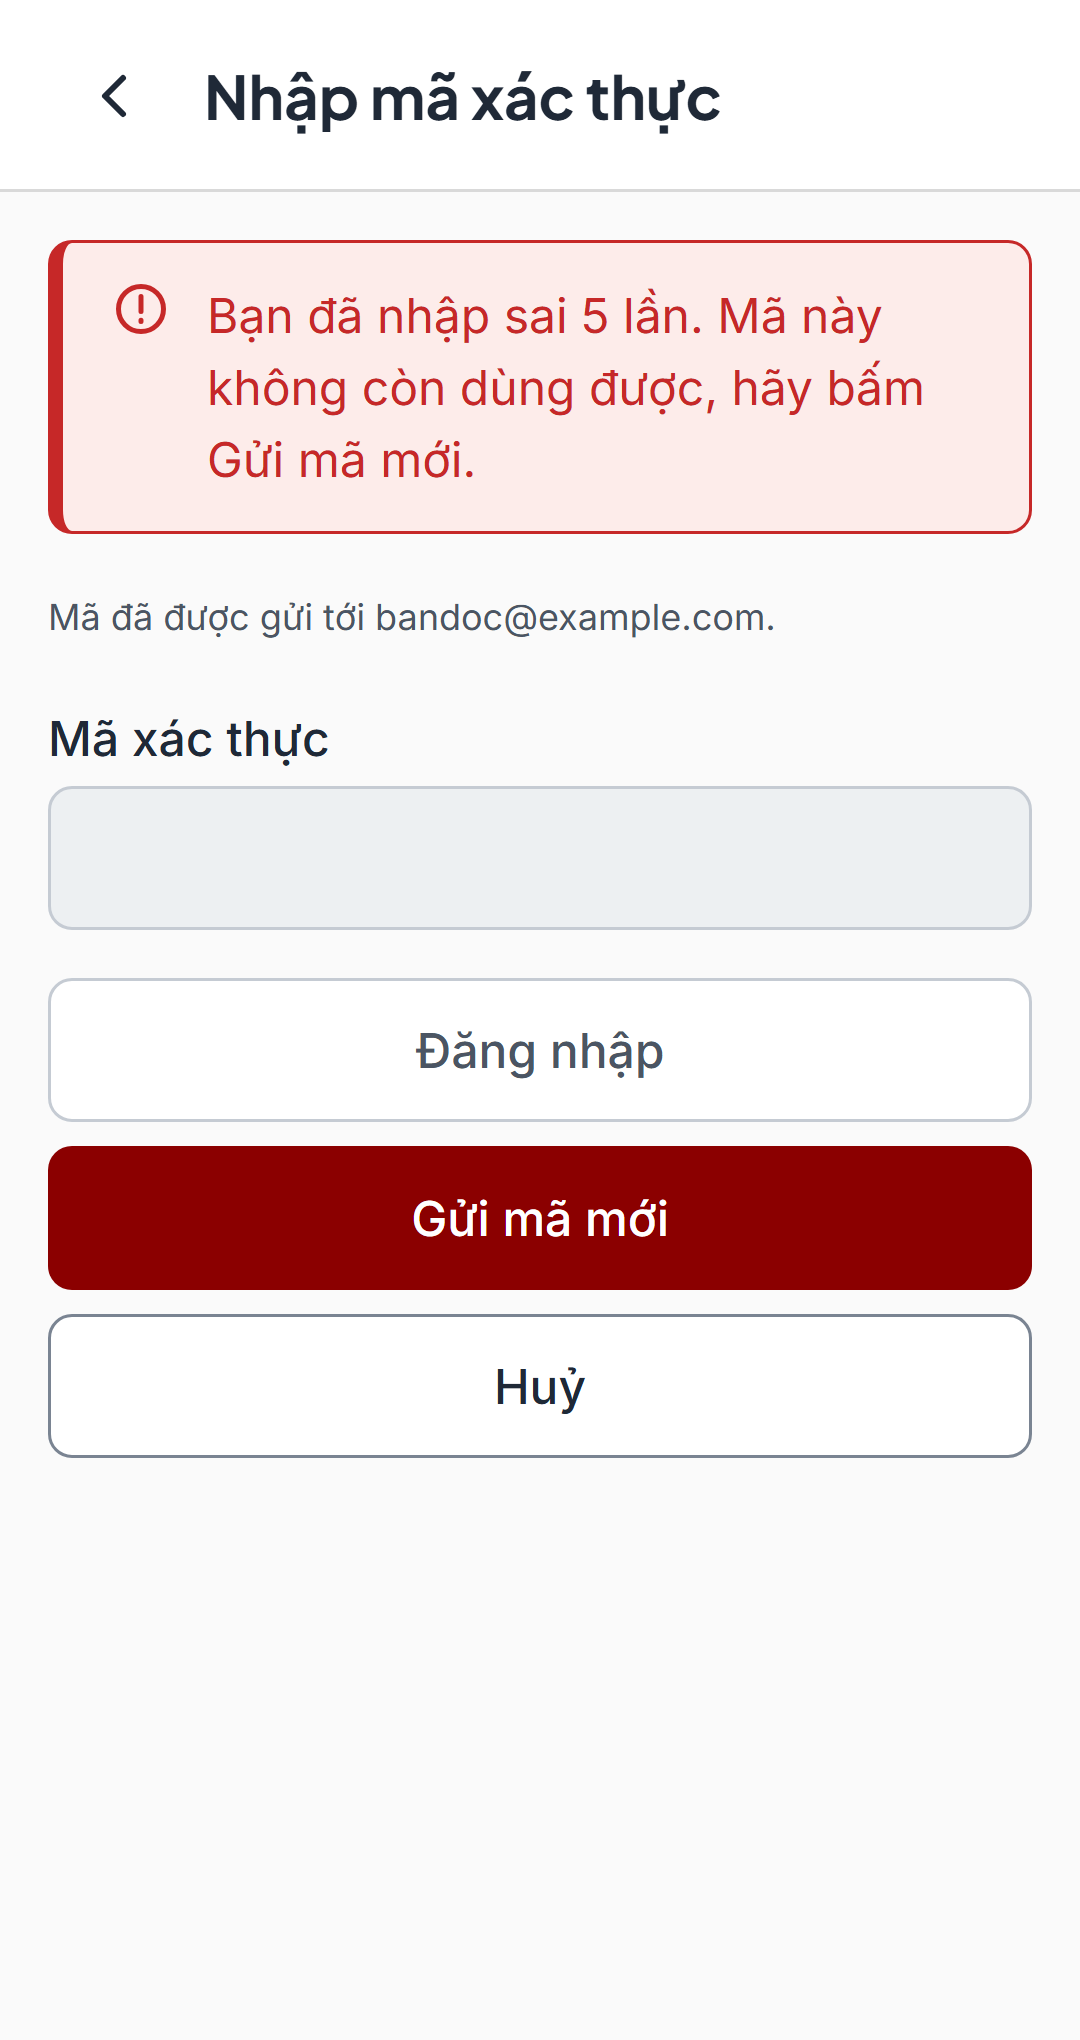 Nhập mã xác thực
Bạn đã nhập sai 5 lần. Mã này
không còn dùng được, hãy bấm
Gửi mã mới.
Mã đã được gửi tới bandoc@example.com.
Mã xác thực
Đăng nhập
Gửi mã mới
Huỷ